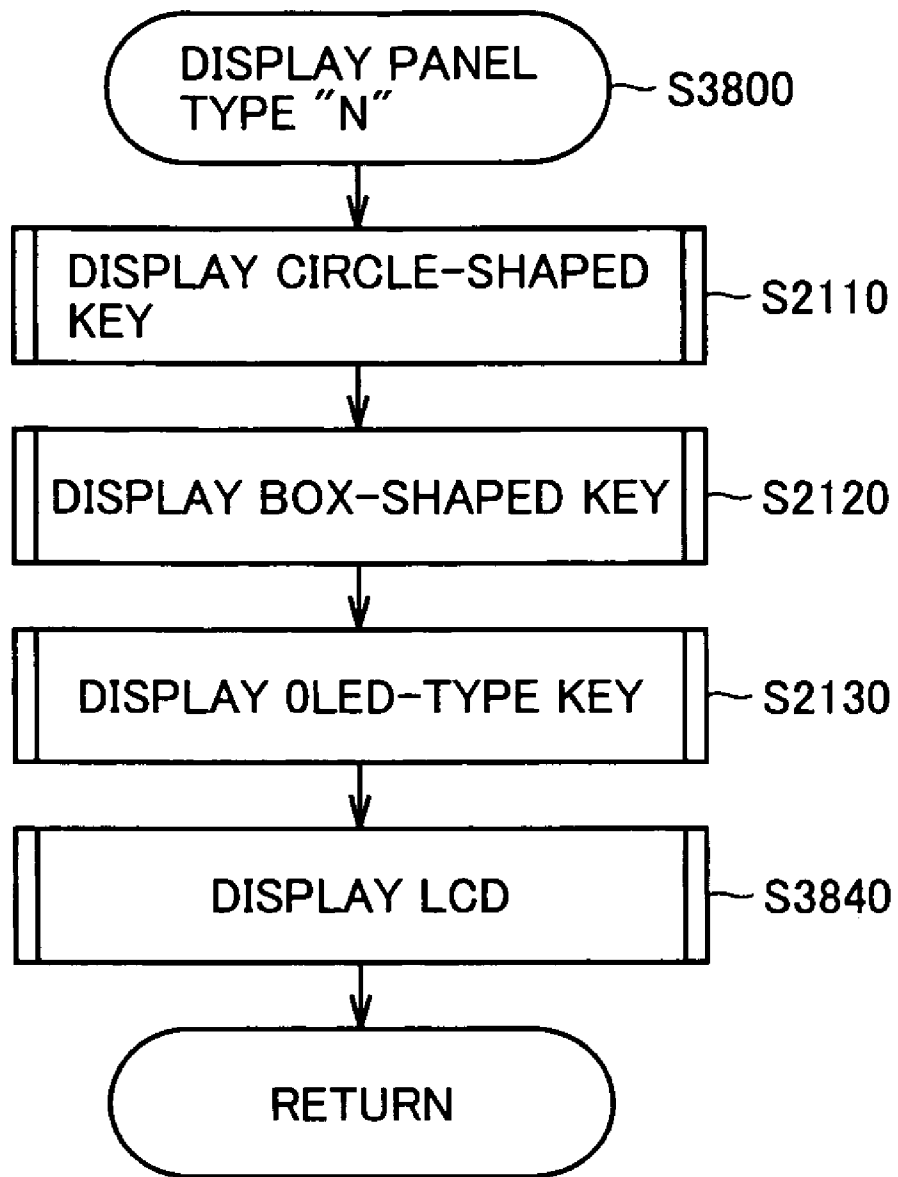 DISPLAY PANEL
TYPE "N"
S3800
DISPLAY CIRCLE-SHAPED
KEY
S2110
DISPLAY BOX-SHAPED KEY
S2120
DISPLAY 0LED-TYPE KEY
S2130
DISPLAY LCD
S3840
RETURN